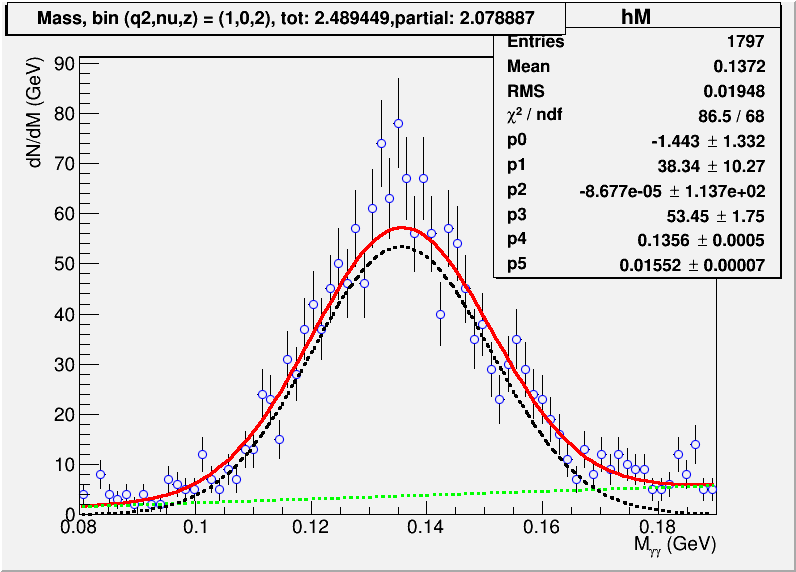 Mass, bin (q2,nu,z) = (1,0,2), tot: 2.489449,partial: 2.078887
hM
Entries 1797
Mean 0.1372
RMS 0.01948
χ² / ndf 86.5 / 68
p0 -1.443 ± 1.332
p1 38.34 ± 10.27
p2 -8.677e-05 ± 1.137e+02
p3 53.45 ± 1.75
p4 0.1356 ± 0.0005
p5 0.01552 ± 0.00007
dN/dM (GeV)
90
80
70
60
50
40
30
20
10
0
0.08 0.1 0.12 0.14 0.16 0.18
Mγγ (GeV)